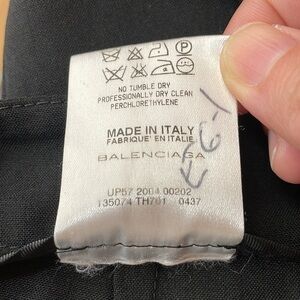 P
NO TUMBLE DRY
PROFESSIONALLY DRY CLEAN
PERCHLORETHYLENE
MADE IN ITALY
FABRIQUE' EN ITALIE
BALENCIAGA
UP57 2004 00202
135074 TH701 0437